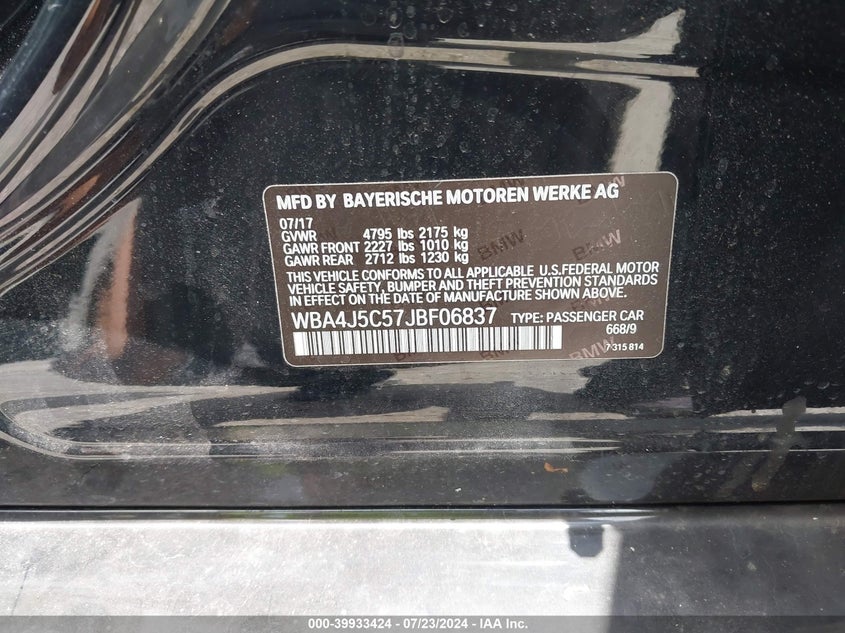 MFD BY BAYERISCHE MOTOREN WERKE AG
07/17
GVWR 4795 lbs 2175 kg
GAWR FRONT 2227 lbs 1010 kg
GAWR REAR 2712 lbs 1230 kg
THIS VEHICLE CONFORMS TO ALL APPLICABLE U.S.FEDERAL MOTOR
VEHICLE SAFETY, BUMPER AND THEFT PREVENTION STANDARDS
IN EFFECT ON THE DATE OF MANUFACTURE SHOWN ABOVE.
WBA4J5C57JBF06837 TYPE: PASSENGER CAR
668/9
7 315 814
BMW
BMW
BMW
000-39933424 - 07/23/2024 - IAA Inc.